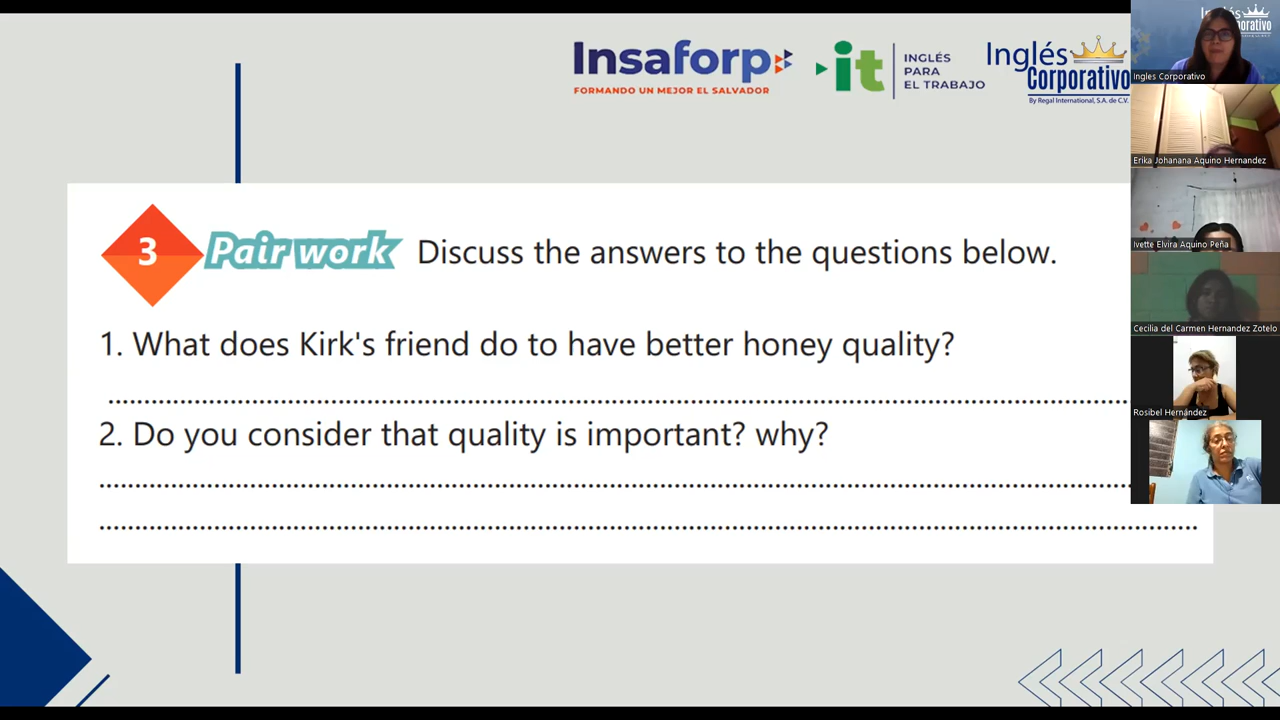 Insaforp
FORMANDO UN MEJOR EL SALVADOR
it
INGLÉS
PARA
EL TRABAJO
Inglés
Corporativo
By Regal International, S.A. de C.V.
3 Pair work Discuss the answers to the questions below.
1. What does Kirk's friend do to have better honey quality?
2. Do you consider that quality is important? why?
Ingles Corporativo
Erika Johanana Aquino Hernandez
Ivette Elvira Aquino Peña
Cecilia del Carmen Hernandez Zotelo
Rosibel Hernández